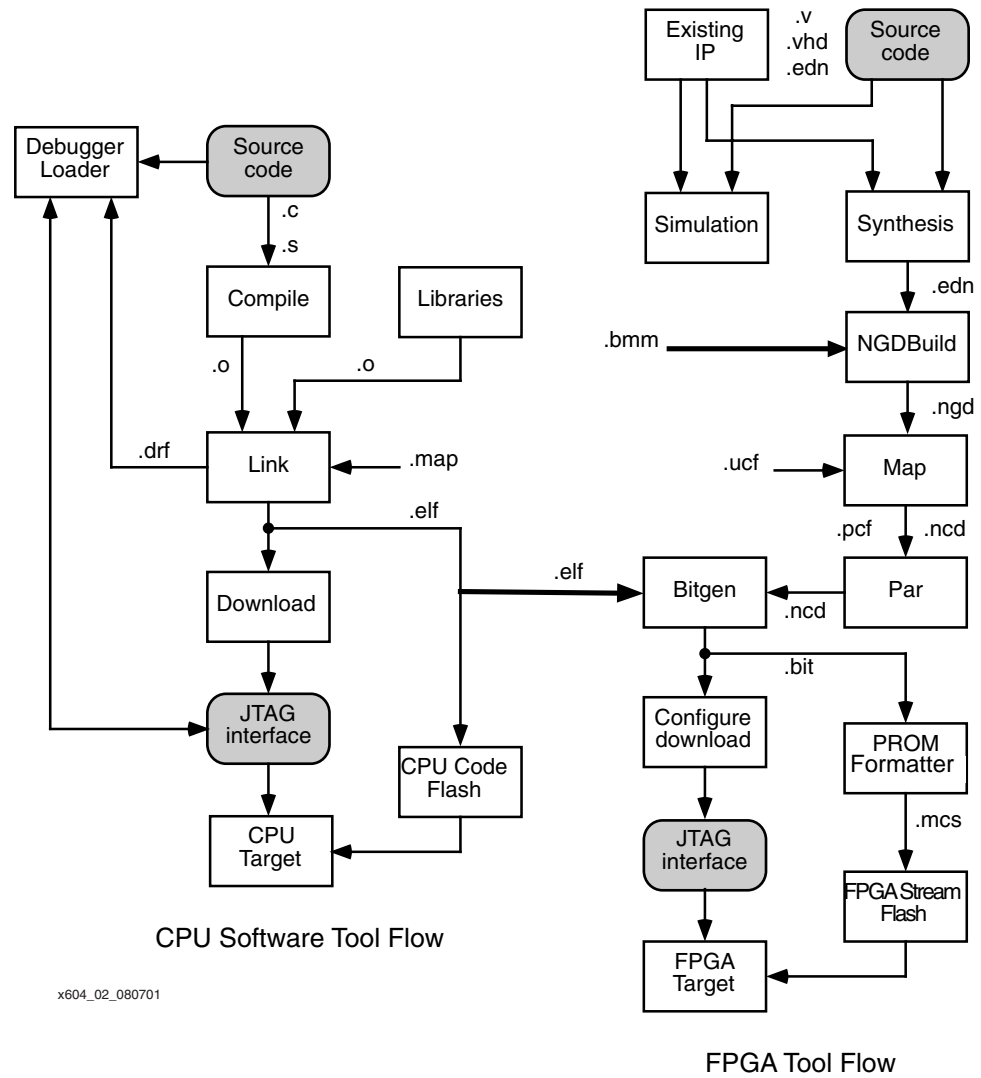 Existing
IP
.v
.vhd
.edn
Source
code
Debugger
Loader
Source
code
.c
.s
Simulation
Synthesis
.edn
Compile
Libraries
.bmm
NGDBuild
.o
.o
.ngd
.drf
Link
.map
.ucf
Map
.elf
.pcf
.ncd
Download
.elf
Bitgen
.ncd
Par
.bit
JTAG
interface
Configure
download
PROM
Formatter
CPU Code
Flash
.mcs
CPU
Target
JTAG
interface
FPGA Stream
Flash
CPU Software Tool Flow
FPGA
Target
x604_02_080701
FPGA Tool Flow